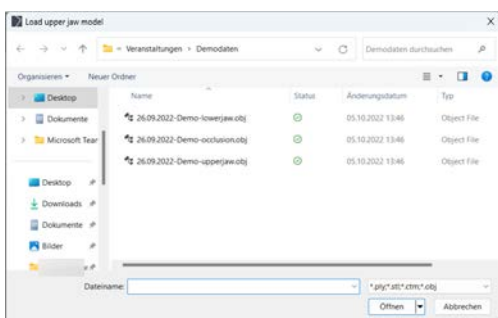 Load upper jaw model
Veranstaltungen › Demodaten
Demodaten durchsuchen
Organisieren
Neuer Ordner
Name Status Änderungsdatum Typ
Desktop
Dokumente
Microsoft Tear
26.09.2022-Demo-lowerjaw.obj 05.10.2022 13:46 Object File
26.09.2022-Demo-occlusion.obj 05.10.2022 13:46 Object File
26.09.2022-Demo-upperjaw.obj 05.10.2022 13:46 Object File
Desktop
Downloads
Dokumente
Bilder
Dateiname:
*.ply;*.stl;*.ctm;*.obj
Öffnen Abbrechen